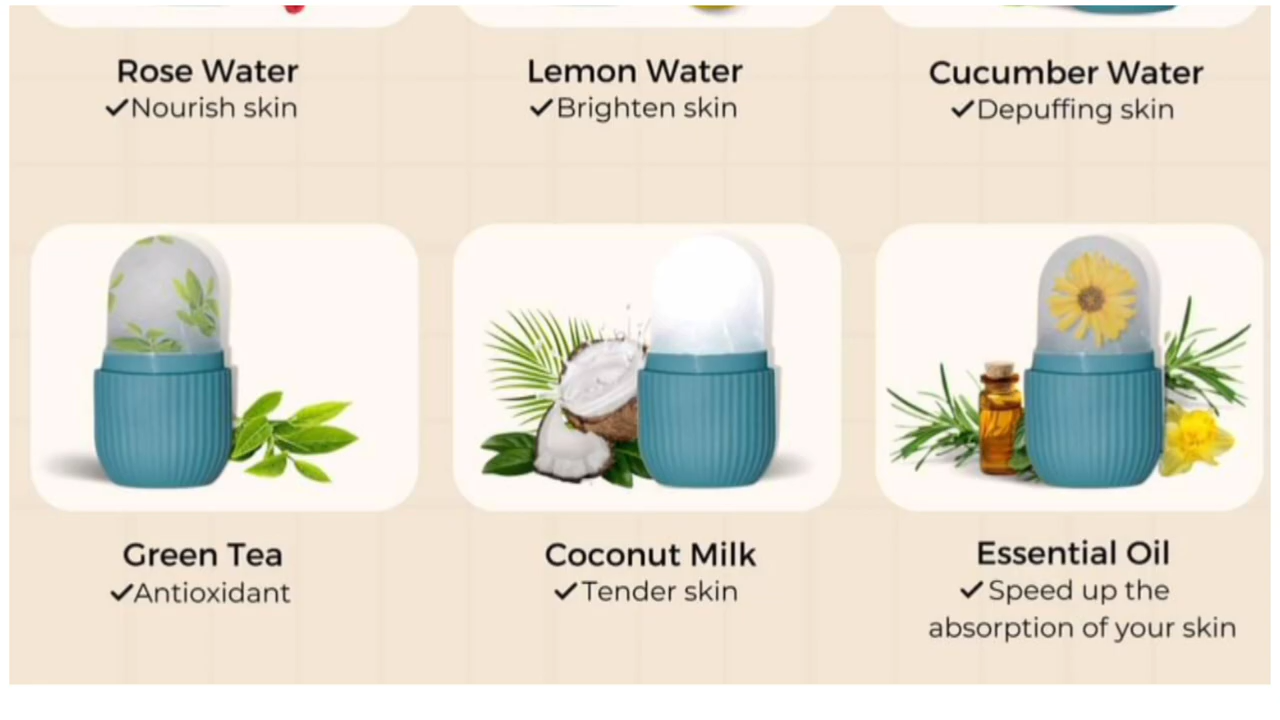 Rose Water
✓Nourish skin
Lemon Water
✓Brighten skin
Cucumber Water
✓Depuffing skin
Green Tea
✓Antioxidant
Coconut Milk
✓Tender skin
Essential Oil
✓Speed up the
absorption of your skin